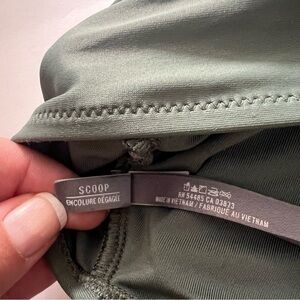 SCOOP
ENCOLURE DÉGAGÉE
RN 54485 CA 03873
MADE IN VIETNAM / FABRIQUÉ AU VIETNAM